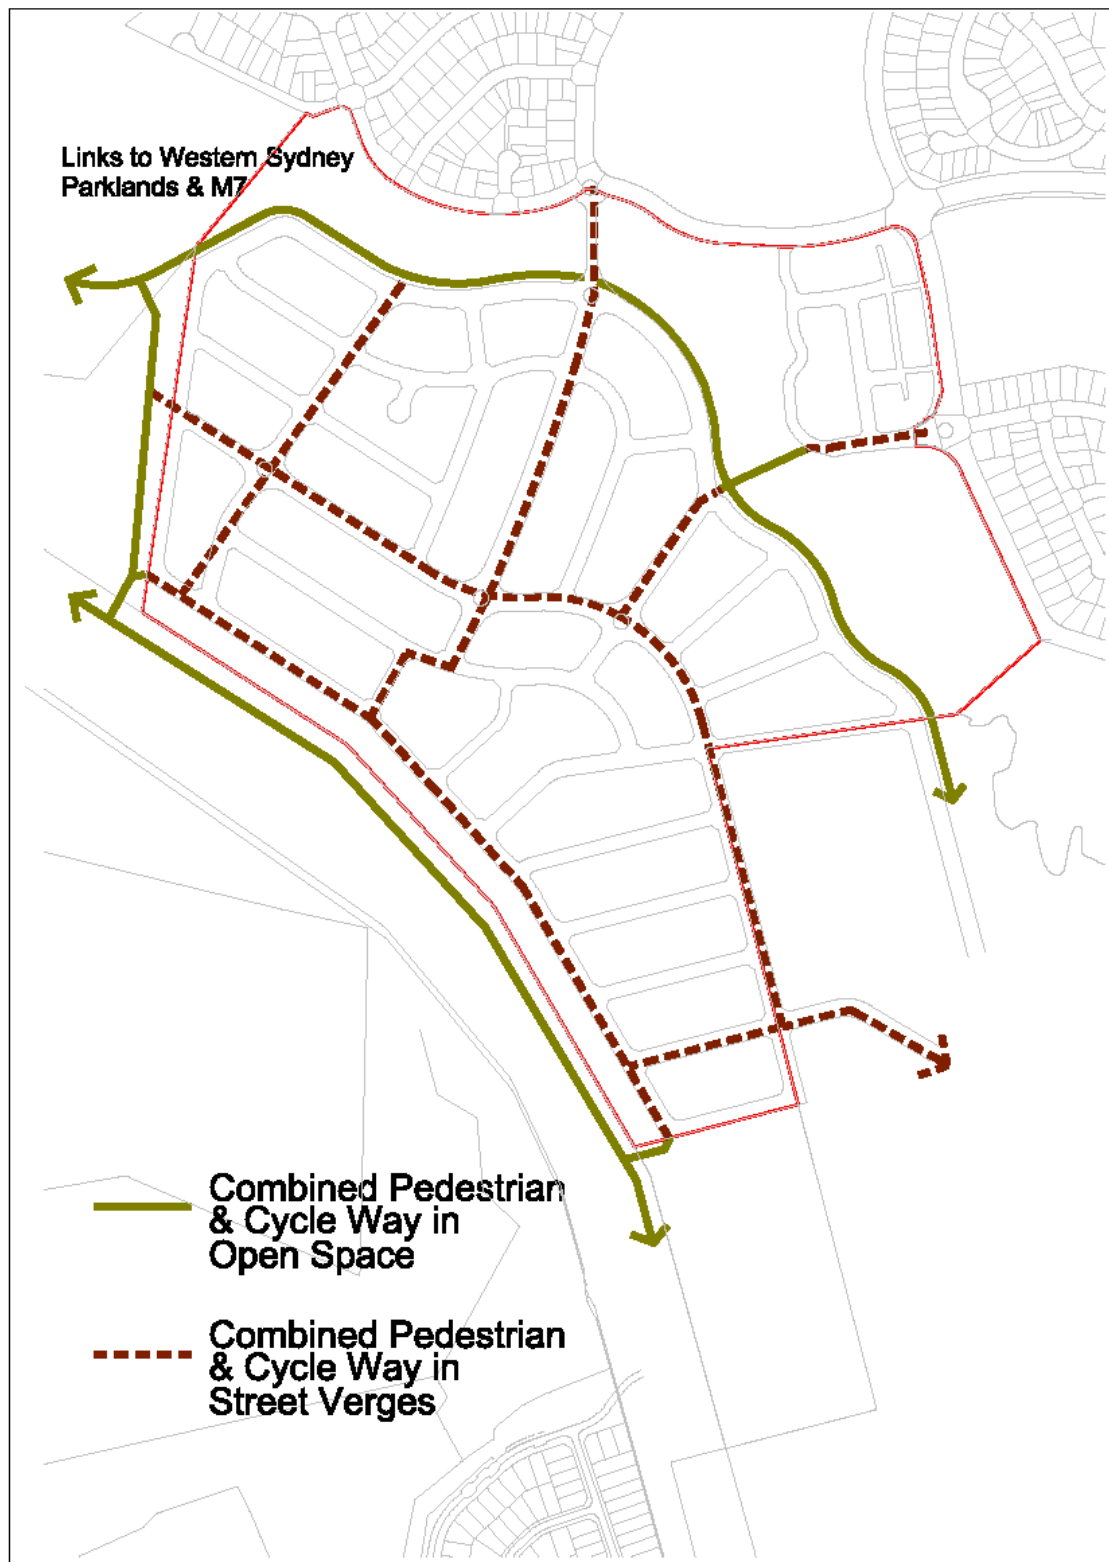 Links to Western Sydney
Parklands & M7
Combined Pedestrian
& Cycle Way in
Open Space
Combined Pedestrian
& Cycle Way in
Street Verges